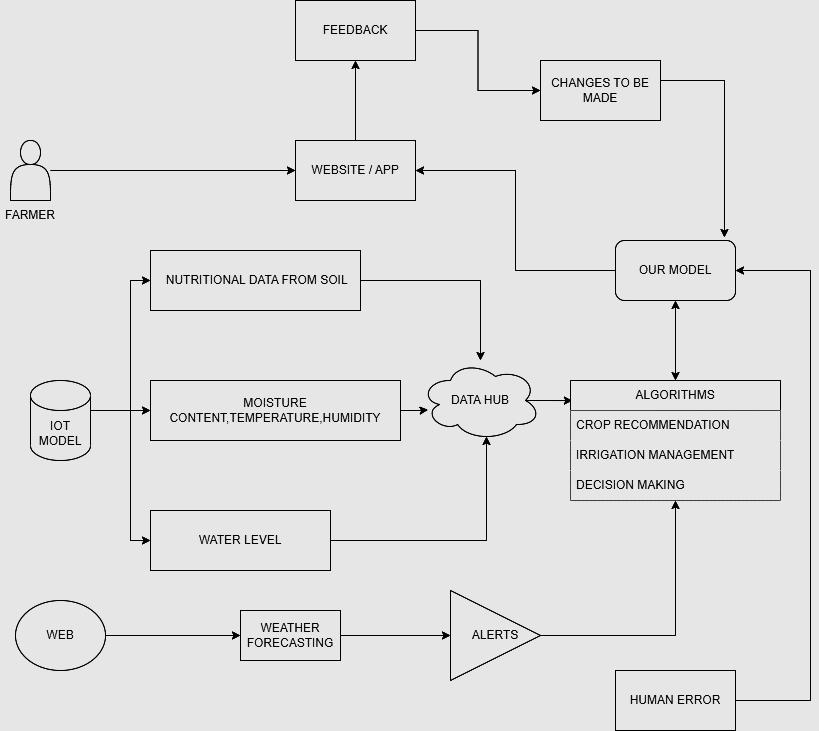 FEEDBACK
CHANGES TO BE
MADE
WEBSITE / APP
FARMER
OUR MODEL
NUTRITIONAL DATA FROM SOIL
MOISTURE
CONTENT,TEMPERATURE,HUMIDITY
DATA HUB
ALGORITHMS
CROP RECOMMENDATION
IRRIGATION MANAGEMENT
DECISION MAKING
IOT
MODEL
WATER LEVEL
WEB
WEATHER
FORECASTING
ALERTS
HUMAN ERROR